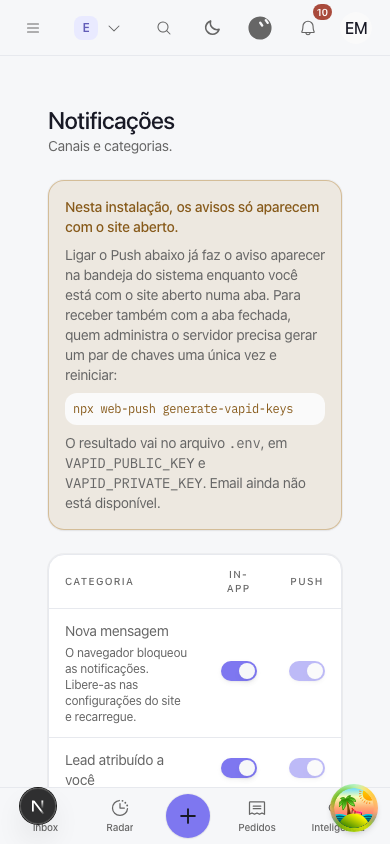 E
10
EM
Notificações
Canais e categorias.
Nesta instalação, os avisos só aparecem
com o site aberto.
Ligar o Push abaixo já faz o aviso aparecer
na bandeja do sistema enquanto você
está com o site aberto numa aba. Para
receber também com a aba fechada,
quem administra o servidor precisa gerar
um par de chaves uma única vez e
reiniciar:
npx web-push generate-vapid-keys
O resultado vai no arquivo .env, em
VAPID_PUBLIC_KEY e
VAPID_PRIVATE_KEY. Email ainda não
está disponível.
CATEGORIA
IN-
APP
PUSH
Nova mensagem
O navegador bloqueou
as notificações.
Libere-as nas
configurações do site
e recarregue.
Lead atribuído a
você
N
Inbox
Radar
Pedidos